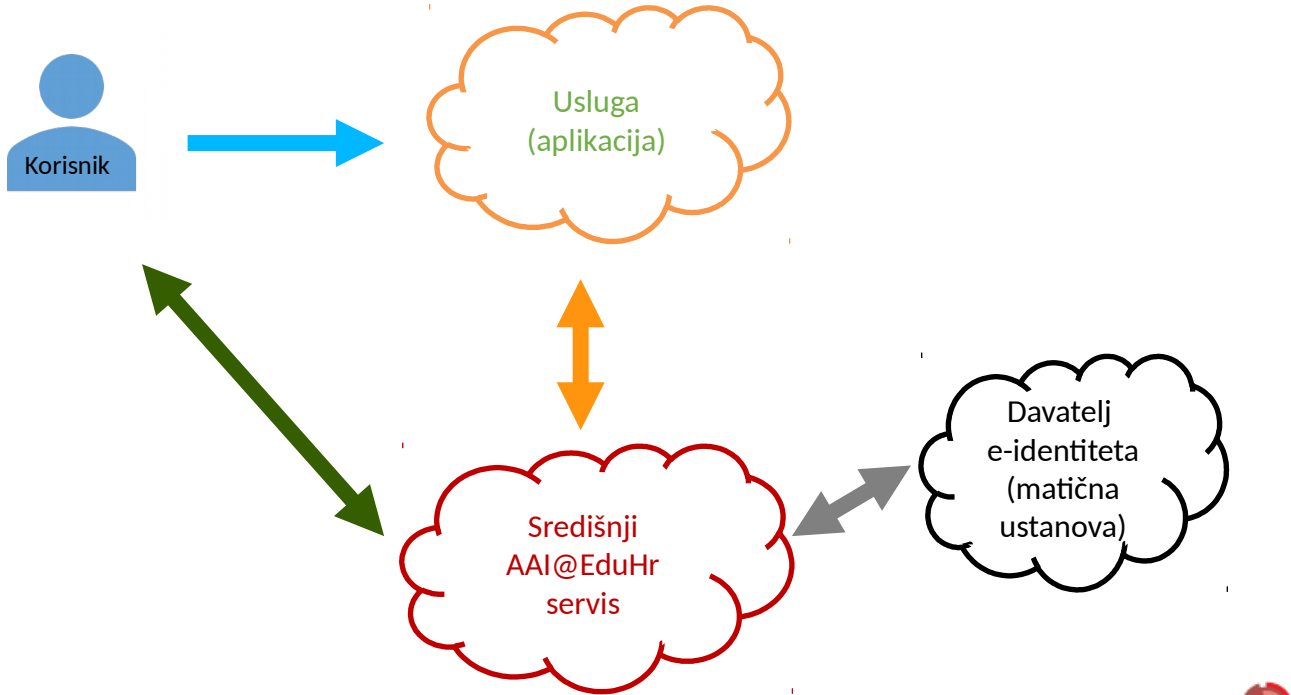 Korisnik
Usluga
(aplikacija)
Davatelj
e-identiteta
(matična
ustanova)
Središnji
AAI@EduHr
servis